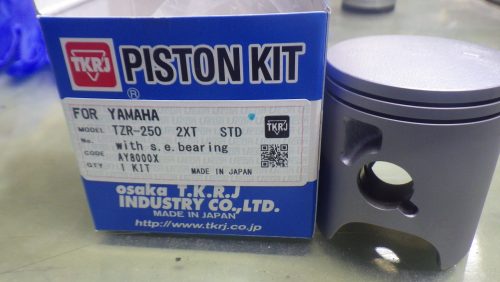 TKRJ
PISTON KIT
®
FOR YAMAHA
MODEL TZR-250 2XT STD
No. with s.e.bearing
CODE AY8000X
QTY 1 KIT MADE IN JAPAN
TKRJ
osaka T.K.R.J
INDUSTRY CO.,LTD.
MADE IN JAPAN
http://www.tkrj.co.jp